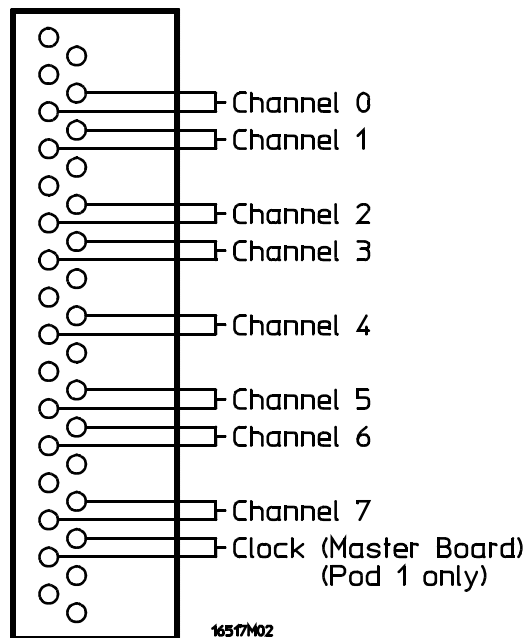 Channel 0
Channel 1
Channel 2
Channel 3
Channel 4
Channel 5
Channel 6
Channel 7
Clock (Master Board)
(Pod 1 only)
16517M02